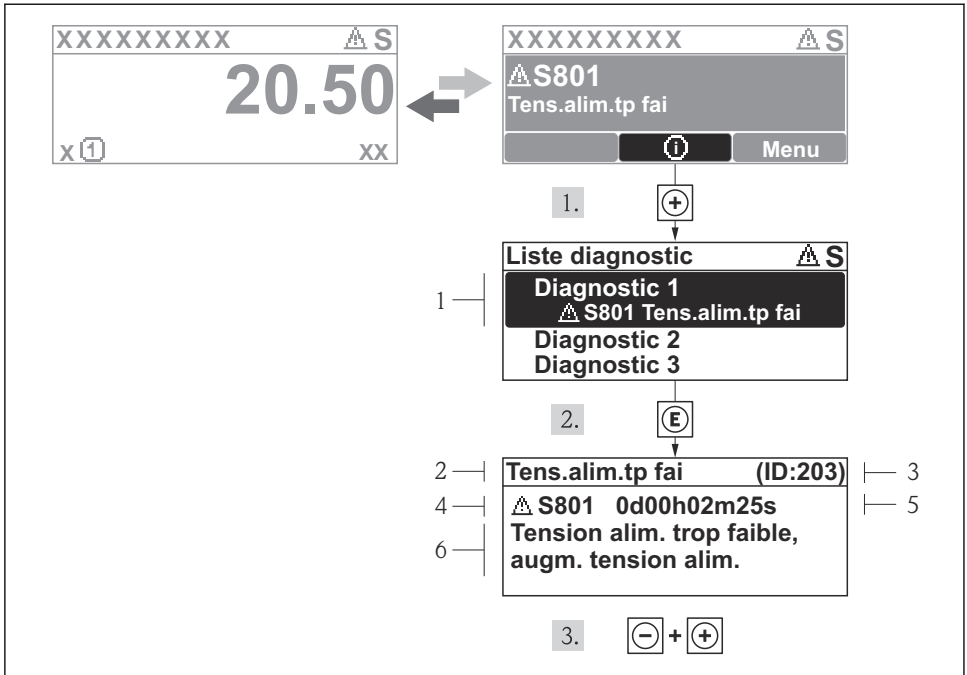 XXXXXXXXX ⚠ S
20.50
x ① XX
XXXXXXXXX ⚠ S
⚠ S801
Tens.alim.tp fai
ⓘ Menu
1. +
Liste diagnostic ⚠ S
1
Diagnostic 1
⚠ S801 Tens.alim.tp fai
Diagnostic 2
Diagnostic 3
2. E
2 Tens.alim.tp fai (ID:203) 3
4 ⚠ S801 0d00h02m25s 5
6
Tension alim. trop faible,
augm. tension alim.
3. - + +